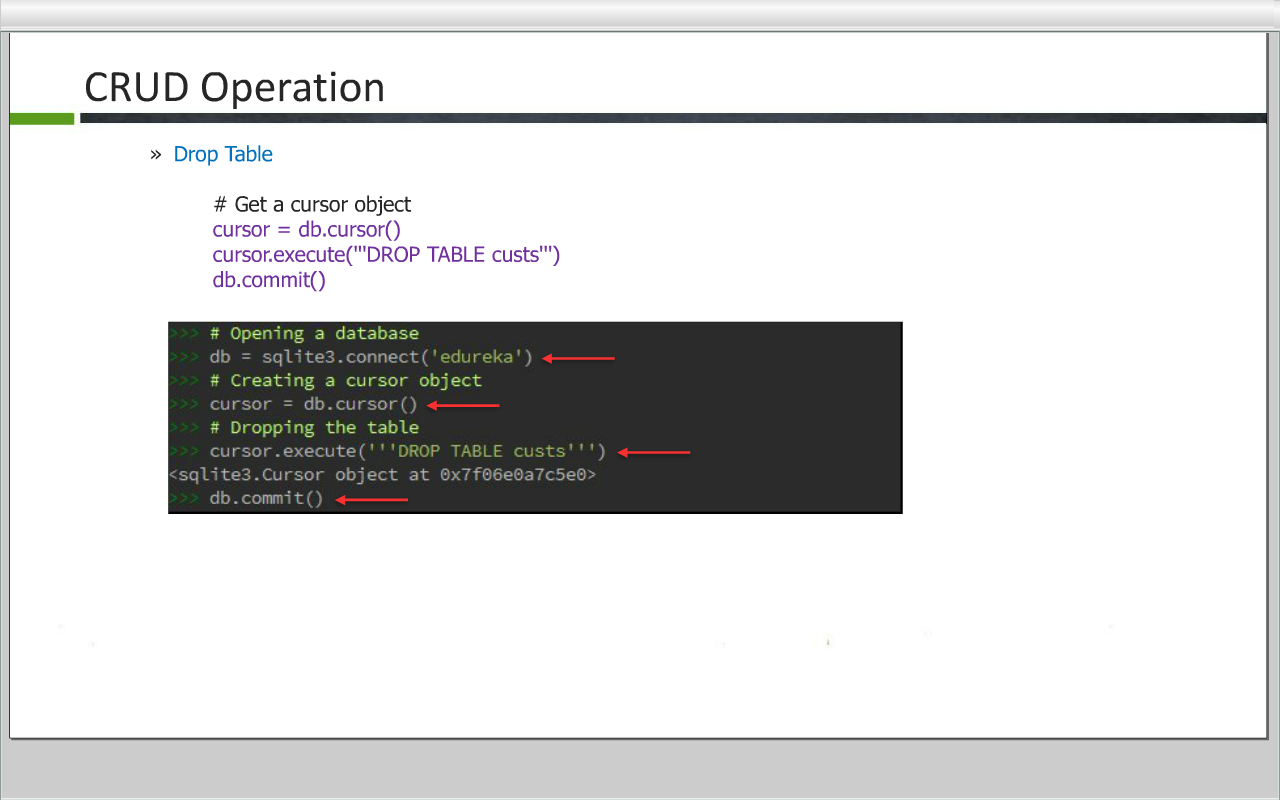 CRUD Operation
» Drop Table
# Get a cursor object
cursor = db.cursor()
cursor.execute('''DROP TABLE custs''')
db.commit()
>>> # Opening a database
>>> db = sqlite3.connect('edureka')
>>> # Creating a cursor object
>>> cursor = db.cursor()
>>> # Dropping the table
>>> cursor.execute('''DROP TABLE custs''')
<sqlite3.Cursor object at 0x7f06e0a7c5e0>
>>> db.commit()